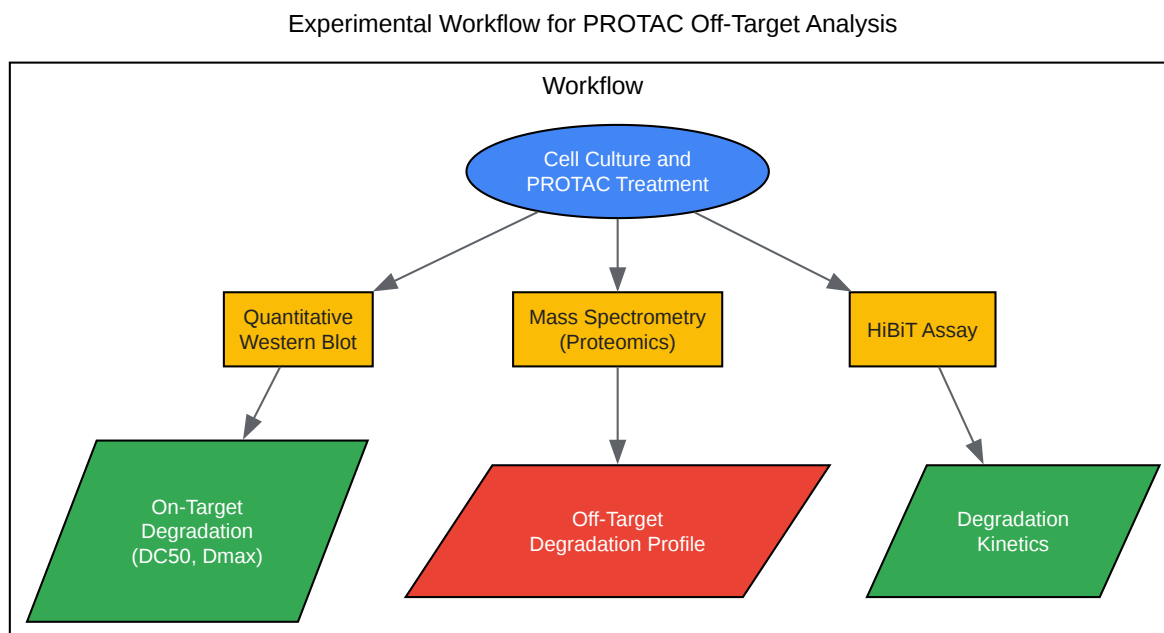 Experimental Workflow for PROTAC Off-Target Analysis
Workflow
Cell Culture and
PROTAC Treatment
Quantitative
Western Blot
Mass Spectrometry
(Proteomics)
HiBiT Assay
On-Target
Degradation
(DC50, Dmax)
Off-Target
Degradation Profile
Degradation
Kinetics